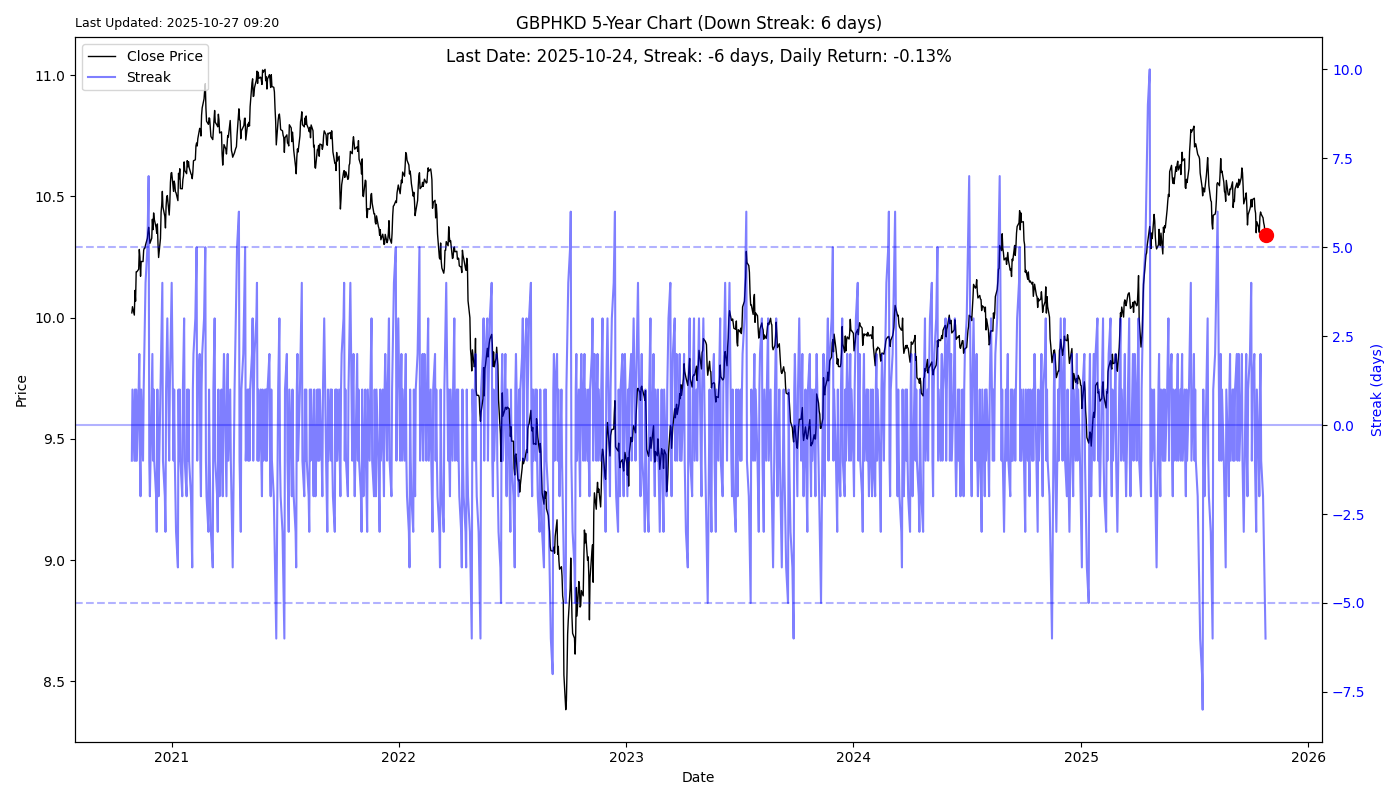 Last Updated: 2025-10-27 09:20
GBPHKD 5-Year Chart (Down Streak: 6 days)
Last Date: 2025-10-24, Streak: -6 days, Daily Return: -0.13%
Close Price
Streak
11.0
10.5
10.0
9.5
9.0
8.5
Price
10.0
7.5
5.0
2.5
0.0
−2.5
−5.0
−7.5
Streak (days)
2021
2022
2023
2024
2025
2026
Date